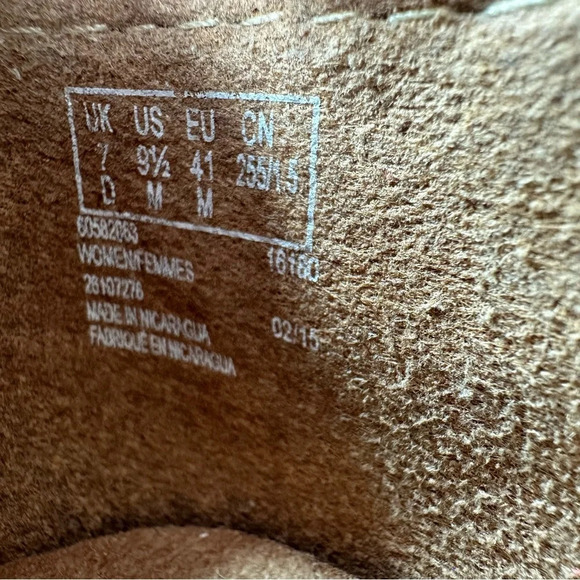 UK US EU CN
7 9½ 41 255/1.5
D M M
60582063
WOMEN/FEMMES 16160
26107276
MADE IN NICARAGUA 02/15
FABRIQUÉ EN NICARAGUA